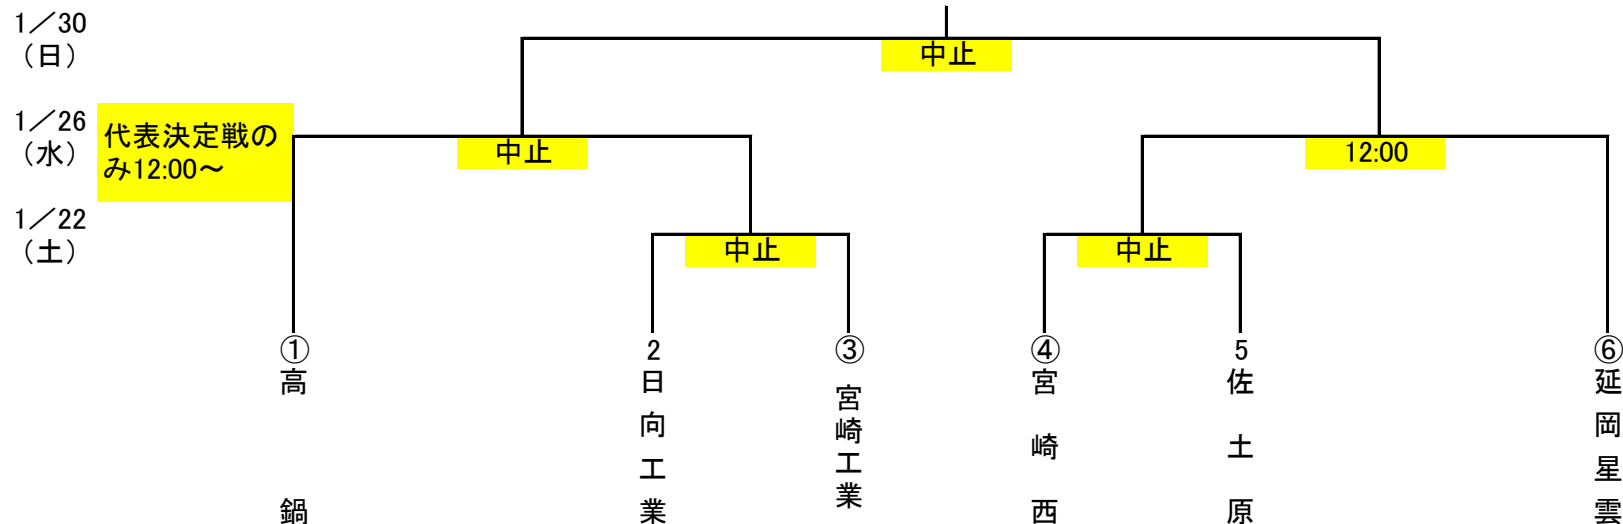 1／30
（日）
中止
1／26
（水）
代表決定戦の
み12:00～
中止
12:00
1／22
（土）
中止
中止
①
高鍋
2
日向工業
③
宮崎工業
④
宮崎西
5
佐土原
⑥
延岡星雲